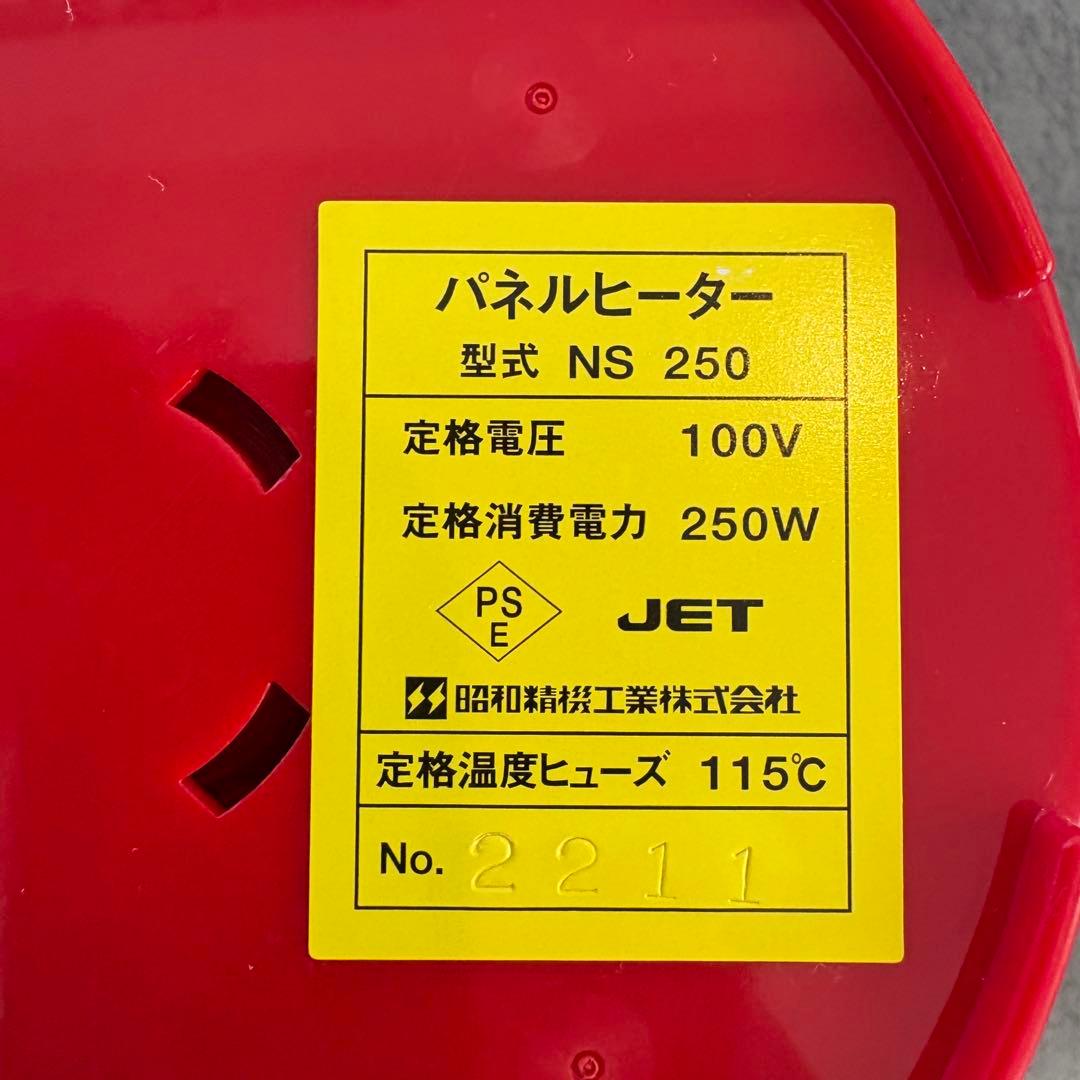 パネルヒーター
型式 NS 250
定格電圧 100V
定格消費電力 250W
PS
E
JET
昭和精機工業株式会社
定格温度ヒューズ 115℃
No. 2211